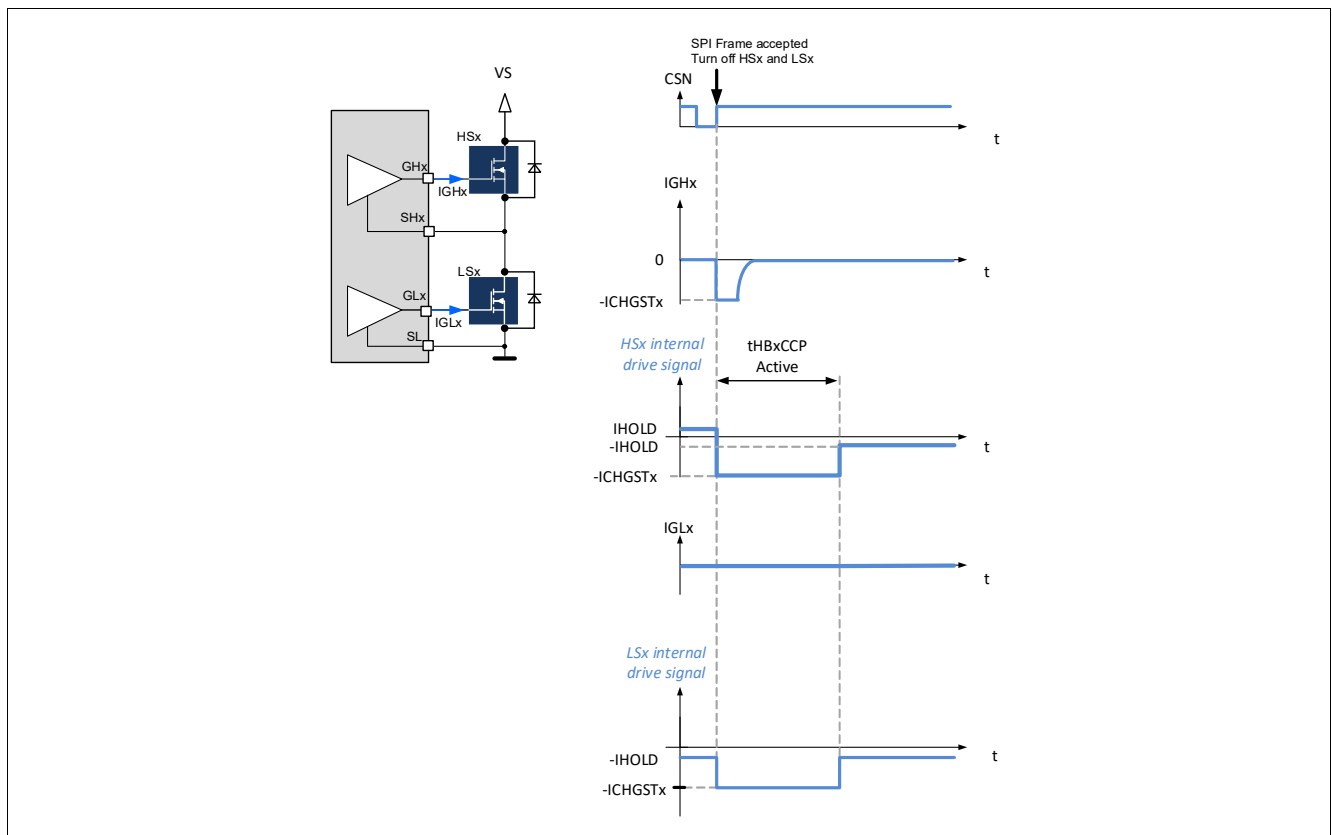 SPI Frame accepted
Turn off HSx and LSx
CSN
t
VS
HSx
GHx
IGHx
SHx
LSx
GLx
IGLx
SL
IGHx
0
t
-ICHGSTx
HSx internal
drive signal
tHBxCCP
Active
IHOLD
-IHOLD
t
-ICHGSTx
IGLx
t
LSx internal
drive signal
-IHOLD
t
-ICHGSTx